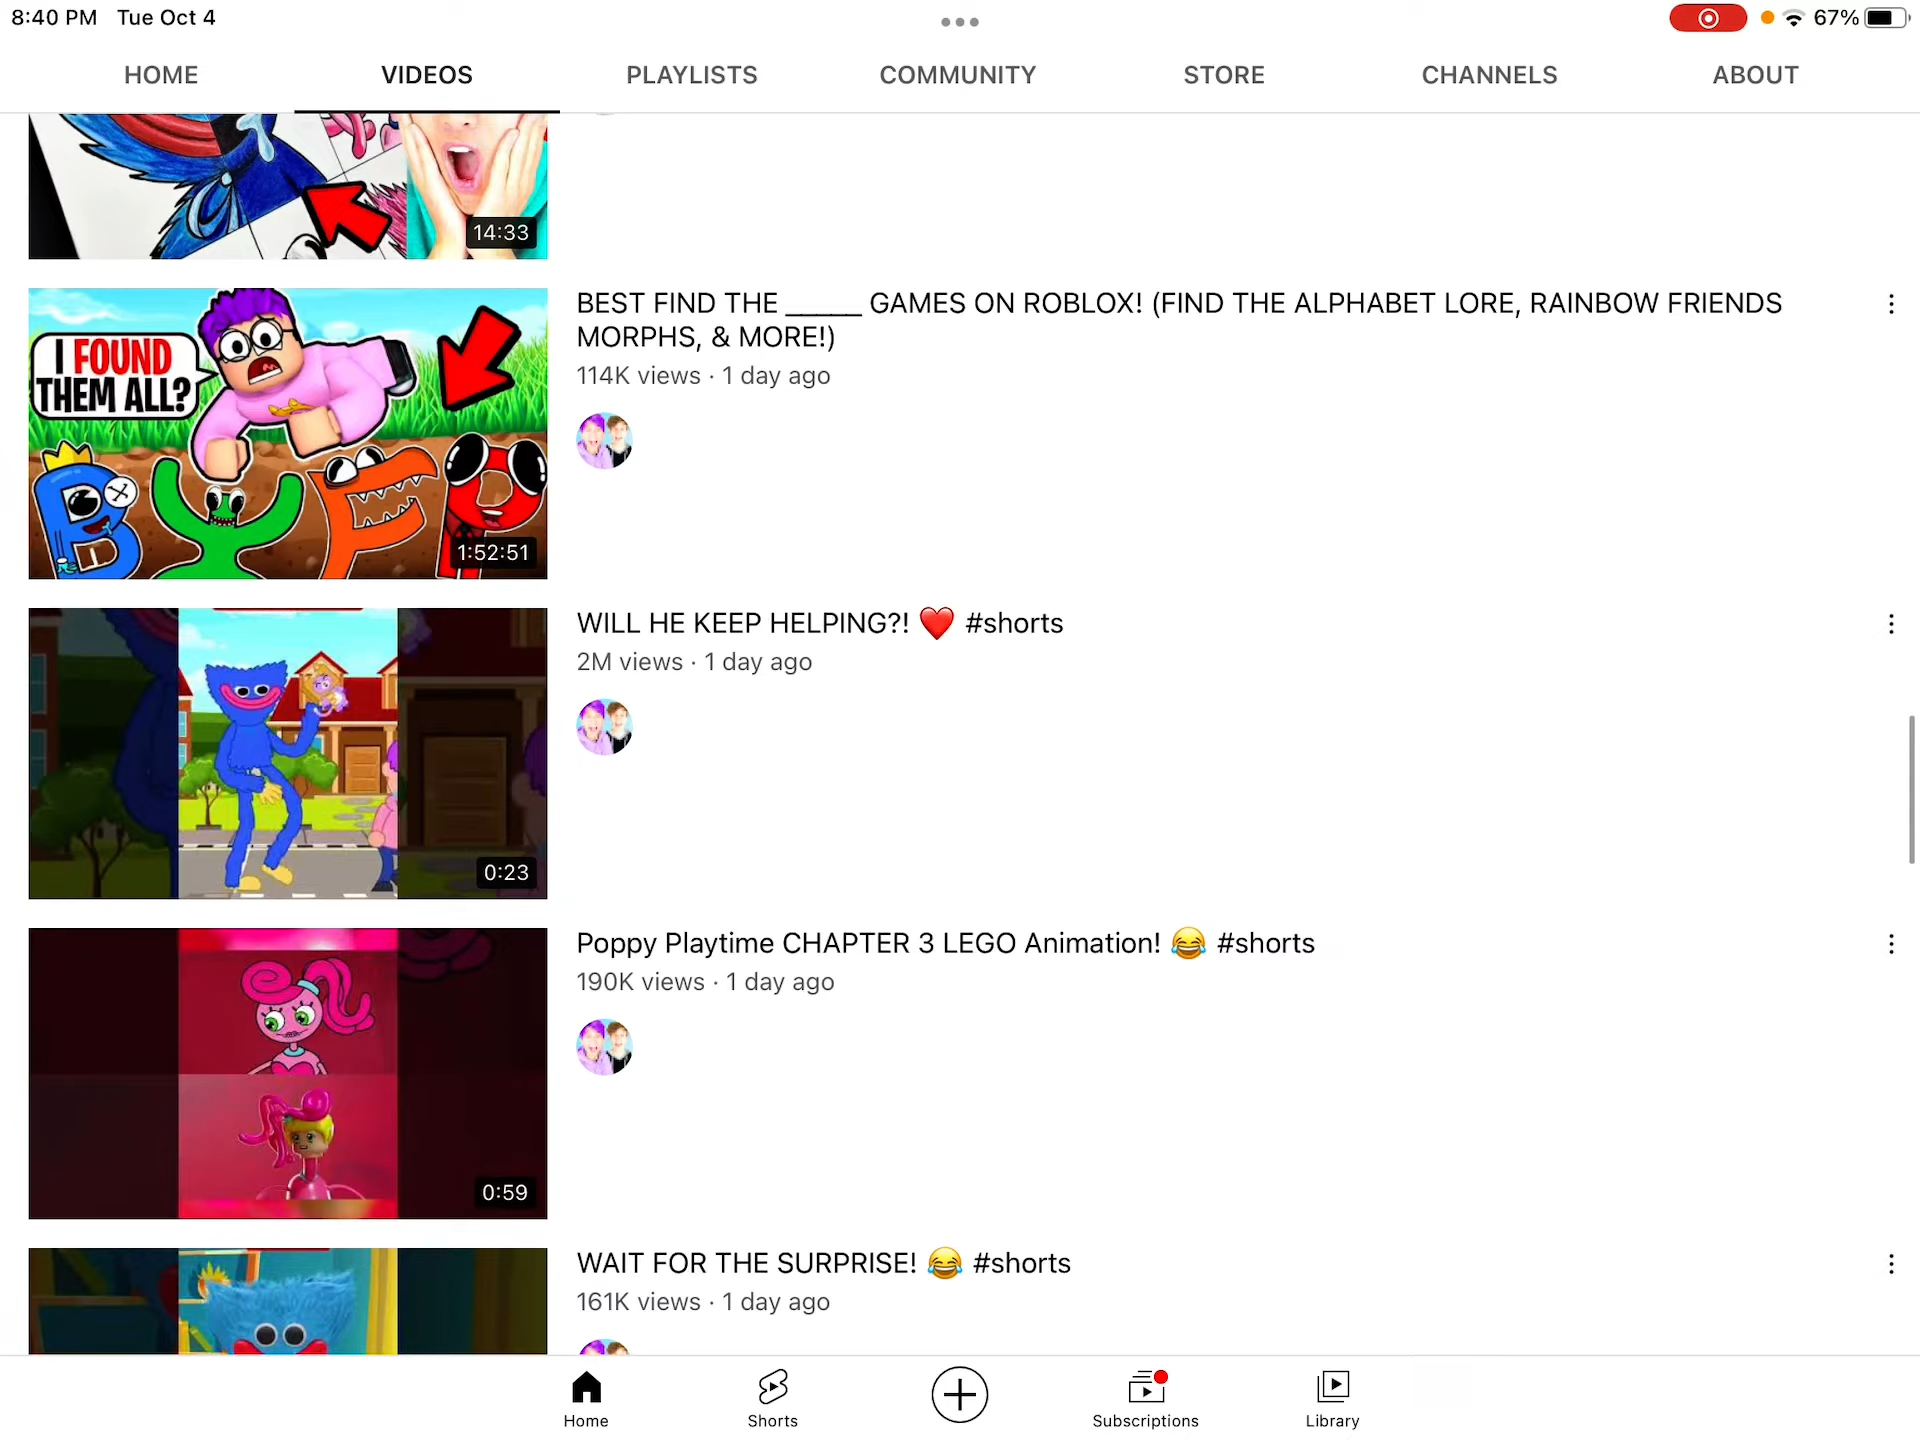 8:40 PM Tue Oct 4
67%
HOME VIDEOS PLAYLISTS COMMUNITY STORE CHANNELS ABOUT
14:33
I FOUND
THEM ALL?
1:52:51
BEST FIND THE _____ GAMES ON ROBLOX! (FIND THE ALPHABET LORE, RAINBOW FRIENDS
MORPHS, & MORE!)
114K views · 1 day ago
0:23
WILL HE KEEP HELPING?! ❤️ #shorts
2M views · 1 day ago
0:59
Poppy Playtime CHAPTER 3 LEGO Animation! 😂 #shorts
190K views · 1 day ago
WAIT FOR THE SURPRISE! 😂 #shorts
161K views · 1 day ago
Home Shorts Subscriptions Library